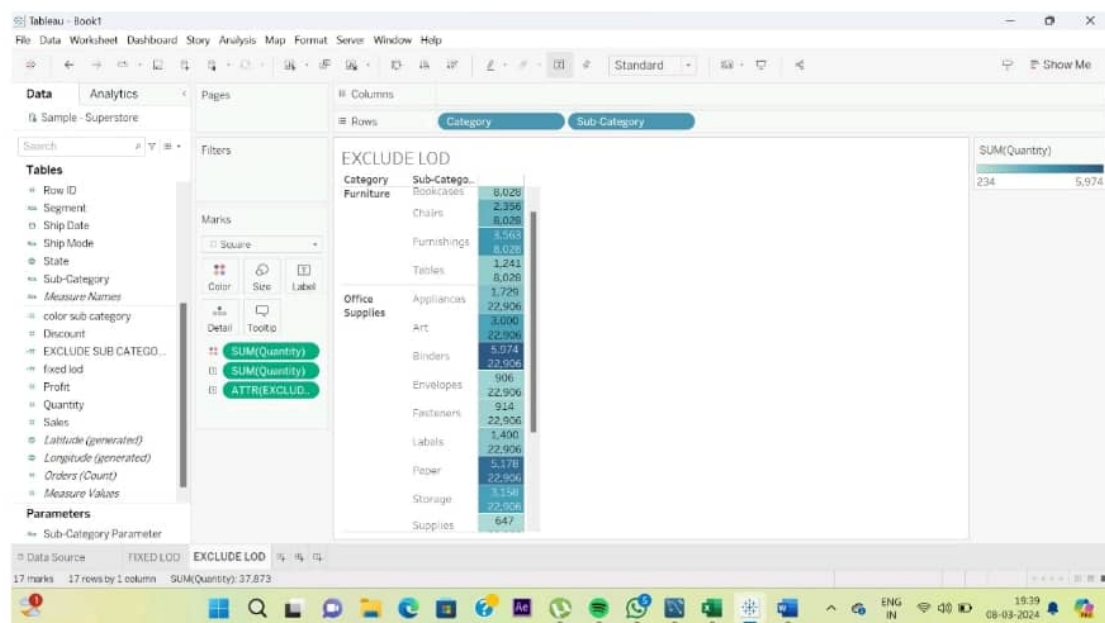 Tableau - Book1
File Data Worksheet Dashboard Story Analysis Map Format Server Window Help
Standard
Show Me
Data Analytics
Sample - Superstore
Search
Tables
Row ID
Segment
Ship Date
Ship Mode
State
Sub-Category
Measure Names
color sub category
Discount
EXCLUDE SUB CATEGO...
fixed lod
Profit
Quantity
Sales
Latitude (generated)
Longitude (generated)
Orders (Count)
Measure Values
Parameters
Sub-Category Parameter
Pages
Filters
Marks
Square
Color Size Label
Detail Tooltip
SUM(Quantity)
SUM(Quantity)
ATTR(EXCLUD..
Columns
Rows Category Sub-Category
EXCLUDE LOD
Category Sub-Catego..
Furniture Bookcases 8,028
Chairs 2,356
8,028
Furnishings 3,563
8,028
Tables 1,241
8,028
Office Supplies Appliances 1,729
22,906
Art 3,000
22,906
Binders 5,974
22,906
Envelopes 906
22,906
Fasteners 914
22,906
Labels 1,400
22,906
Paper 5,178
22,906
Storage 3,158
22,906
Supplies 647
SUM(Quantity)
234 5,974
Data Source FIXED LOD EXCLUDE LOD
17 marks 17 rows by 1 column SUM(Quantity): 37,873
ENG
IN
19:39
08-03-2024